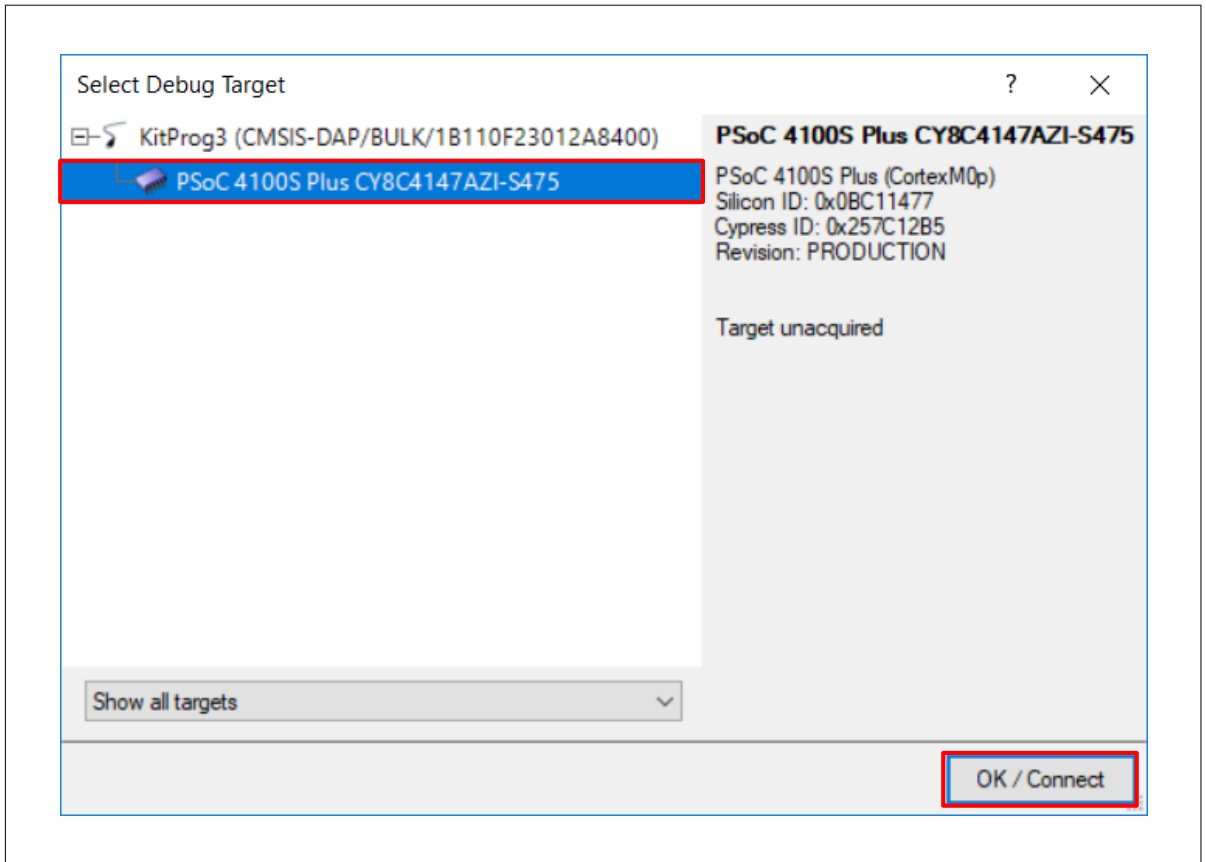 Select Debug Target
?
KitProg3 (CMSIS-DAP/BULK/1B110F23012A8400)
PSoC 4100S Plus CY8C4147AZI-S475
PSoC 4100S Plus CY8C4147AZI-S475
PSoC 4100S Plus (CortexM0p)
Silicon ID: 0x0BC11477
Cypress ID: 0x257C12B5
Revision: PRODUCTION
Target unacquired
Show all targets
OK / Connect